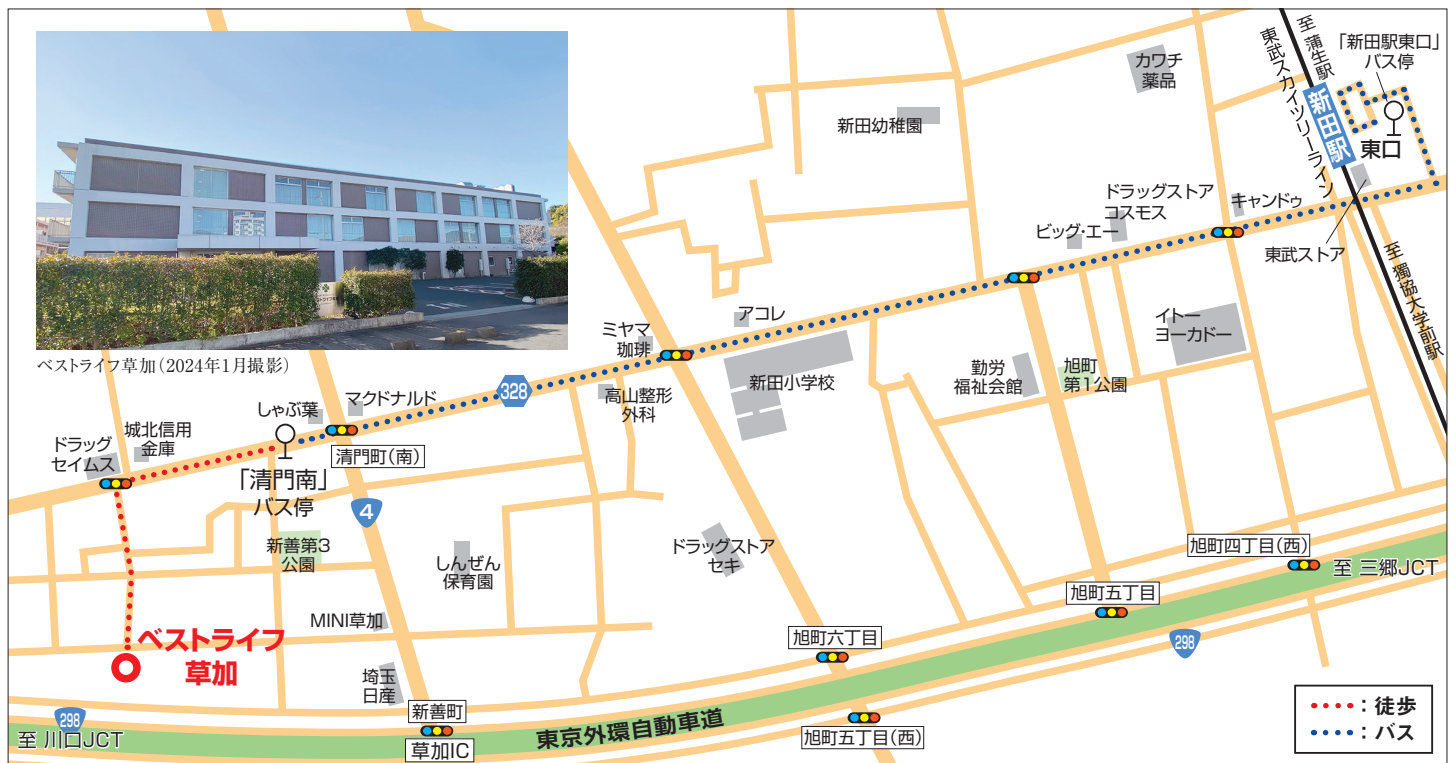 至 蒲生駅
東武スカイツリーライン
新田駅
「新田駅東口」
バス停
東口
カワチ
薬品
新田幼稚園
ドラッグストア
コスモス
キャンドゥ
ビッグ・エー
東武ストア
至 獨協大学前駅
アコレ
ミヤマ
珈琲
イトー
ヨーカドー
ベストライフ草加(2024年1月撮影)
新田小学校
勤労
福祉会館
旭町
第1公園
328
高山整形
外科
マクドナルド
しゃぶ葉
城北信用
金庫
ドラッグ
セイムス
清門町(南)
「清門南」
バス停
4
新善第3
公園
しんぜん
保育園
ドラッグストア
セキ
旭町四丁目(西)
至 三郷JCT
旭町五丁目
MINI草加
旭町六丁目
298
ベストライフ
草加
埼玉
日産
新善町
草加IC
298
至 川口JCT
東京外環自動車道
旭町五丁目(西)
:徒歩
:バス